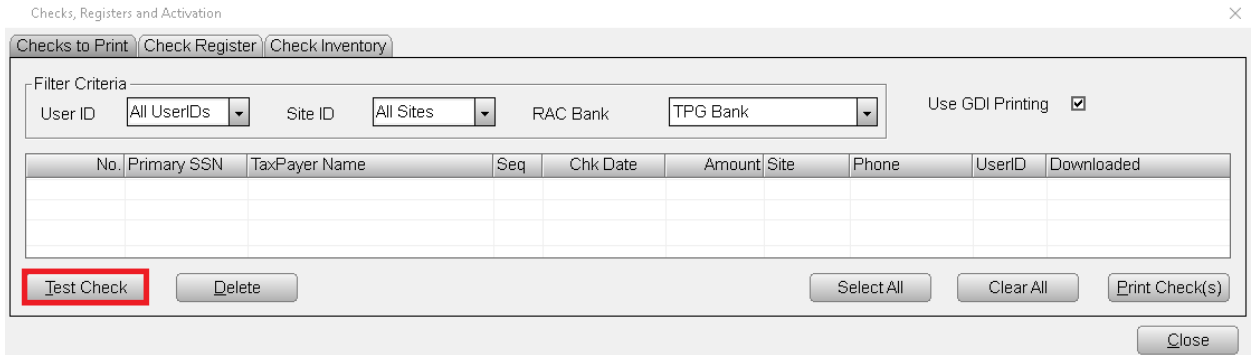 Checks, Registers and Activation
Checks to Print Check Register Check Inventory
Filter Criteria
User ID All UserIDs Site ID All Sites RAC Bank TPG Bank Use GDI Printing
No. Primary SSN TaxPayer Name Seq Chk Date Amount Site Phone UserID Downloaded
Test Check Delete Select All Clear All Print Check(s)
Close